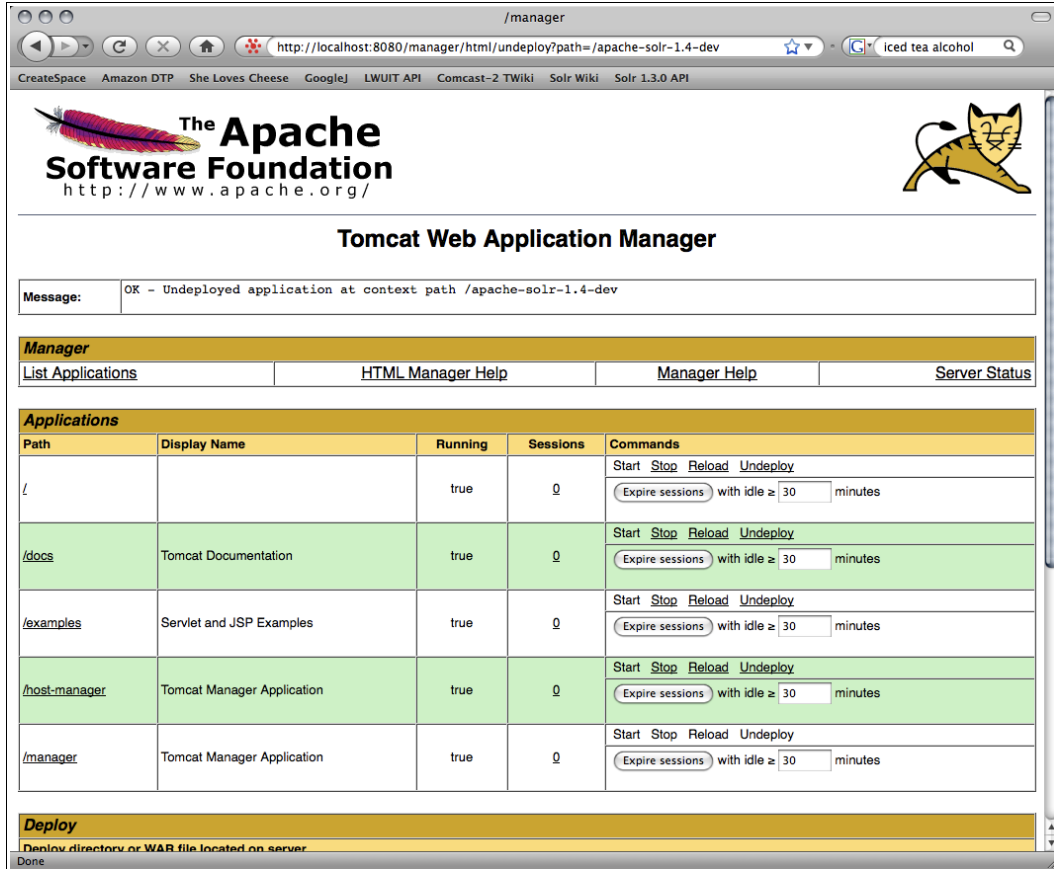 /manager
http://localhost:8080/manager/html/undeploy?path=/apache-solr-1.4-dev
iced tea alcohol
CreateSpace Amazon DTP She Loves Cheese GoogleJ LWUIT API Comcast-2 TWiki Solr Wiki Solr 1.3.0 API
The Apache
Software Foundation
http://www.apache.org/
Tomcat Web Application Manager
Message: OK - Undeployed application at context path /apache-solr-1.4-dev
Manager
List Applications HTML Manager Help Manager Help Server Status
Applications
Path Display Name Running Sessions Commands
Start Stop Reload Undeploy
/ true 0
Expire sessions with idle ≥ 30 minutes
Start Stop Reload Undeploy
/docs Tomcat Documentation true 0
Expire sessions with idle ≥ 30 minutes
Start Stop Reload Undeploy
/examples Servlet and JSP Examples true 0
Expire sessions with idle ≥ 30 minutes
Start Stop Reload Undeploy
/host-manager Tomcat Manager Application true 0
Expire sessions with idle ≥ 30 minutes
Start Stop Reload Undeploy
/manager Tomcat Manager Application true 0
Expire sessions with idle ≥ 30 minutes
Deploy
Deploy directory or WAR file located on server
Done